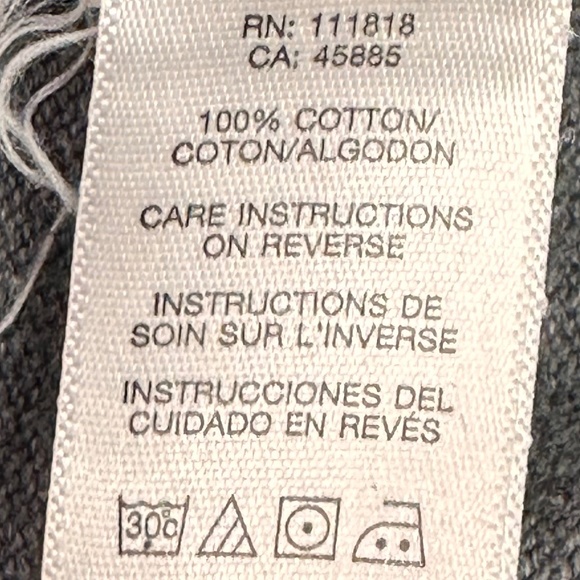 RN: 111818
CA: 45885
100% COTTON/
COTON/ALGODON
CARE INSTRUCTIONS
ON REVERSE
INSTRUCTIONS DE
SOIN SUR L'INVERSE
INSTRUCCIONES DEL
CUIDADO EN REVÉS
30°c